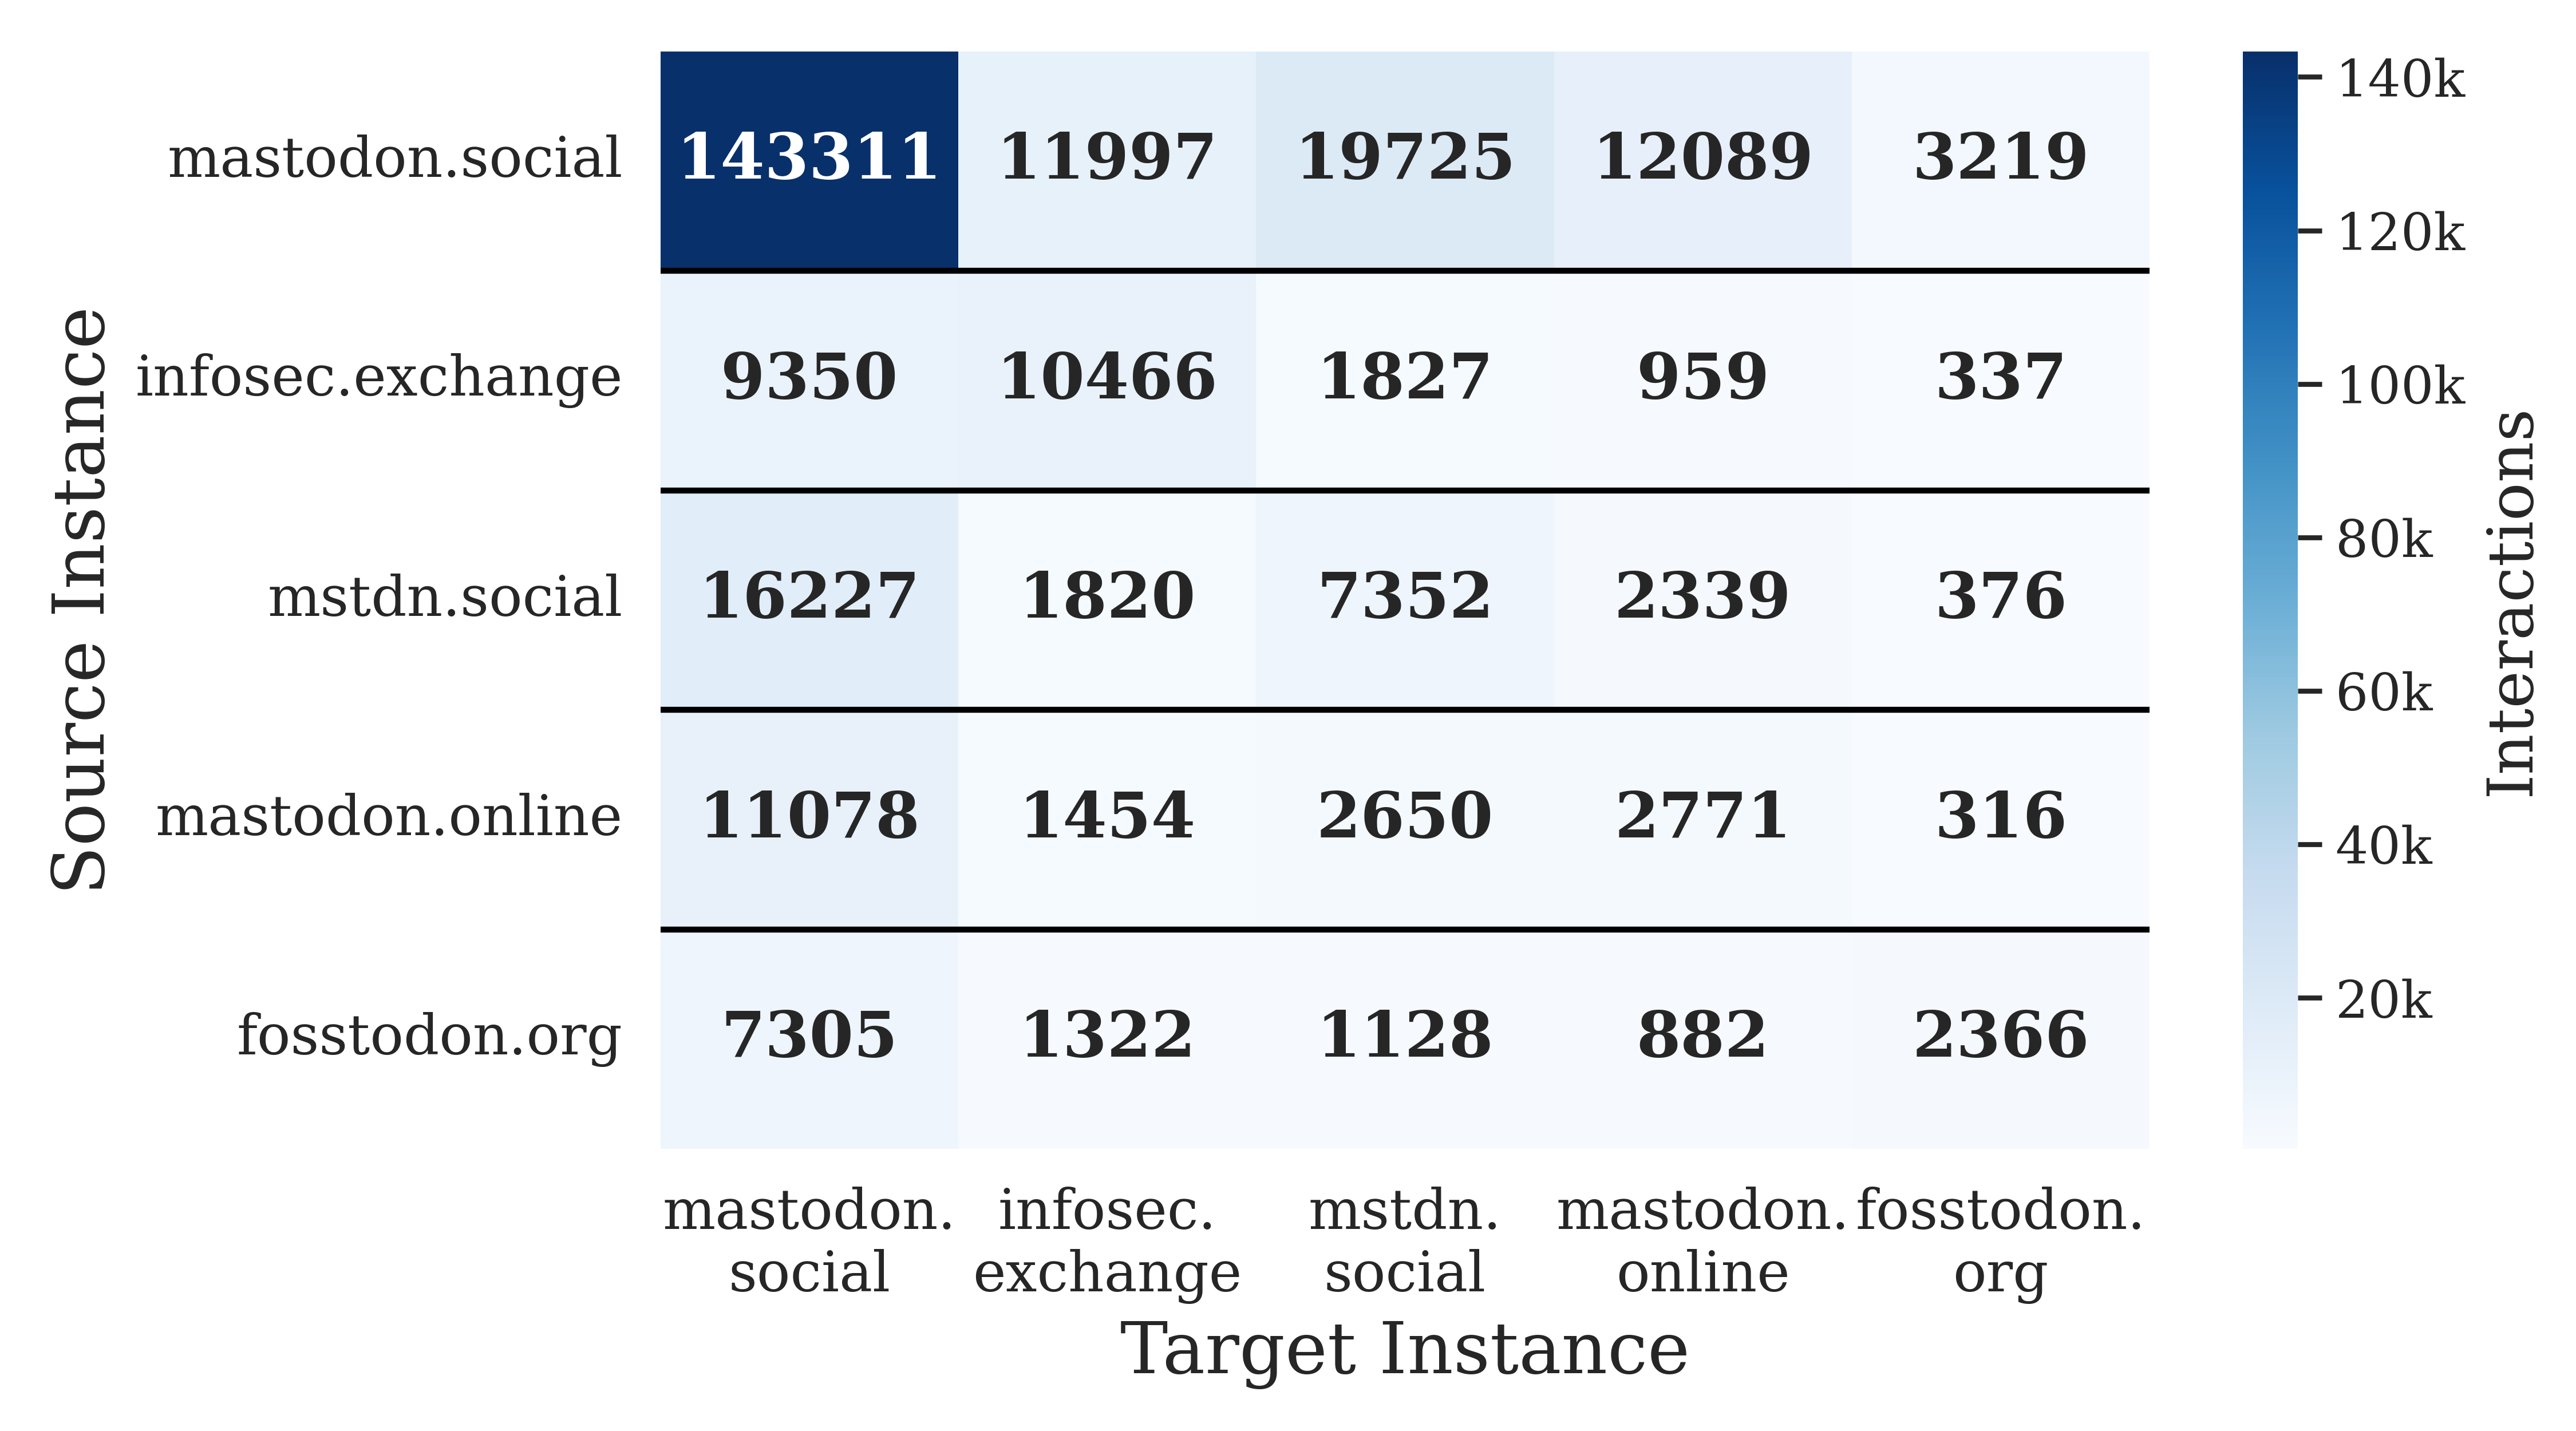 mastodon.social 143311 11997 19725 12089 3219
infosec.exchange 9350 10466 1827 959 337
mstdn.social 16227 1820 7352 2339 376
mastodon.online 11078 1454 2650 2771 316
fosstodon.org 7305 1322 1128 882 2366
mastodon. infosec. mstdn. mastodon. fosstodon.
social exchange social online org
Target Instance
Source Instance
140k
120k
100k
80k
60k
40k
20k
Interactions